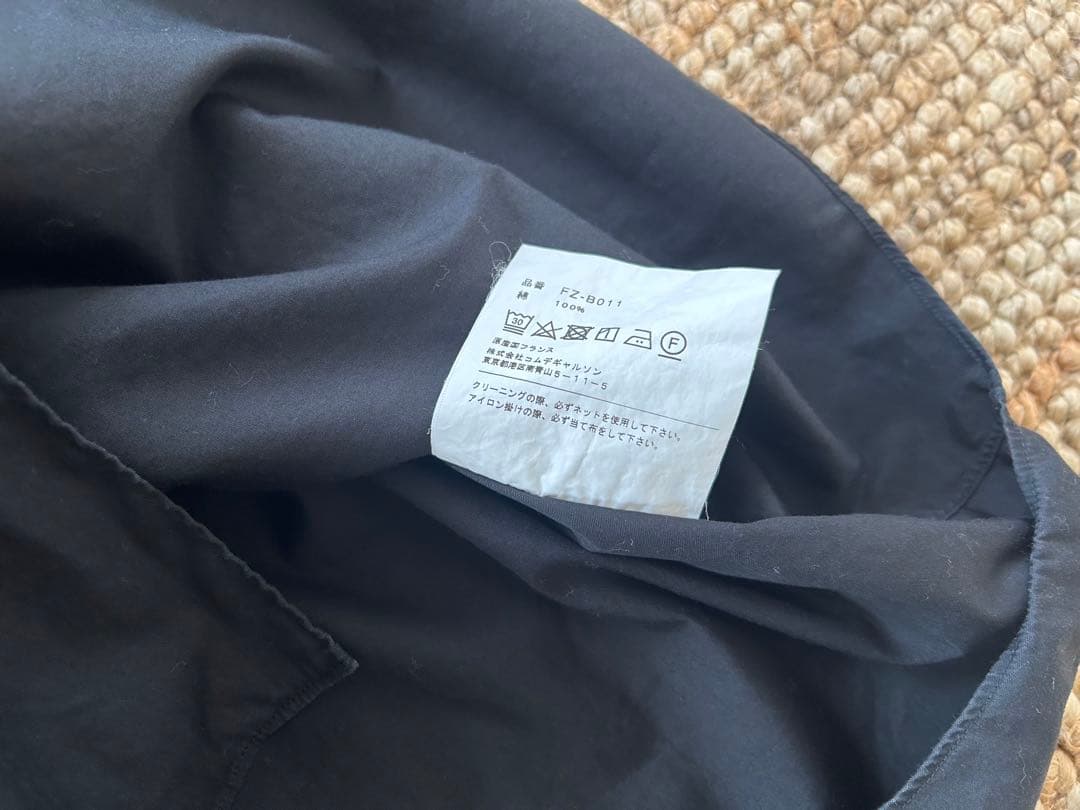 品番 FZ-B011
綿 100%
30 F
原産国フランス
株式会社コムデギャルソン
東京都港区南青山5-11-5
クリーニングの際、必ずネットを使用して下さい。
アイロン掛けの際、必ず当て布をして下さい。